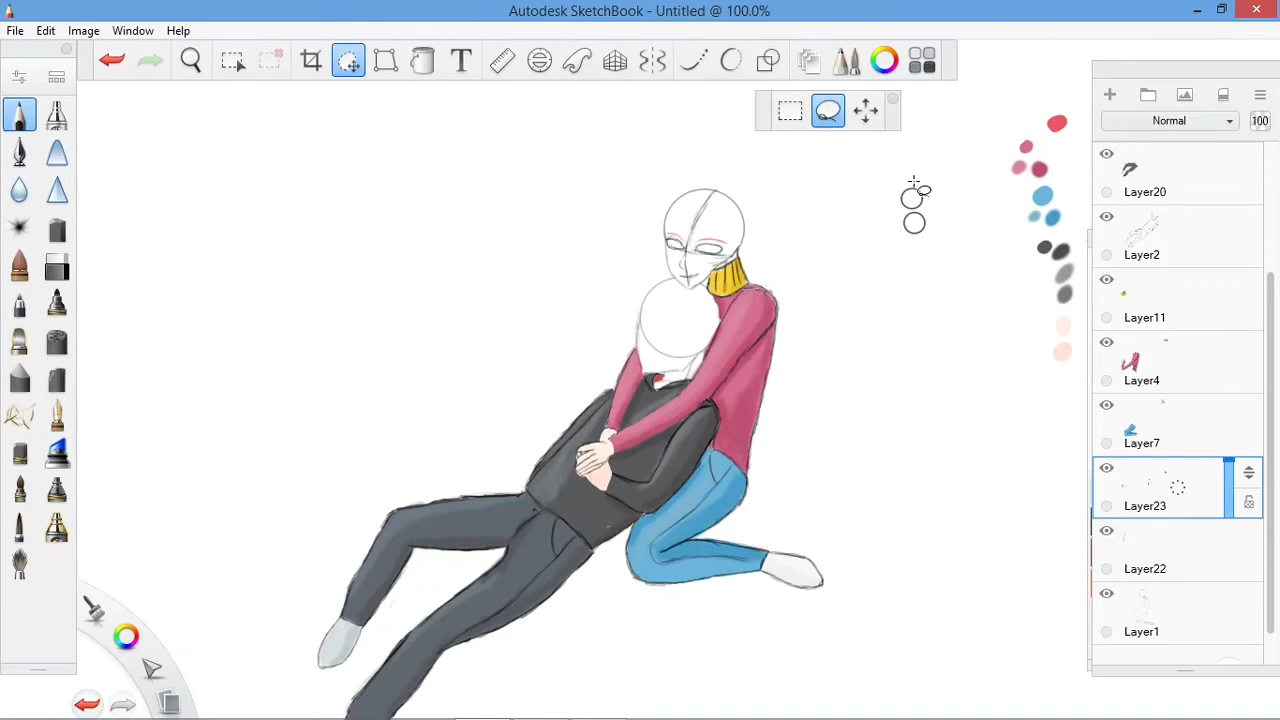 Autodesk SketchBook - Untitled @ 100.0%
File Edit Image Window Help
T
Normal 100
Layer20
Layer2
Layer11
Layer4
Layer7
Layer23
Layer22
Layer1